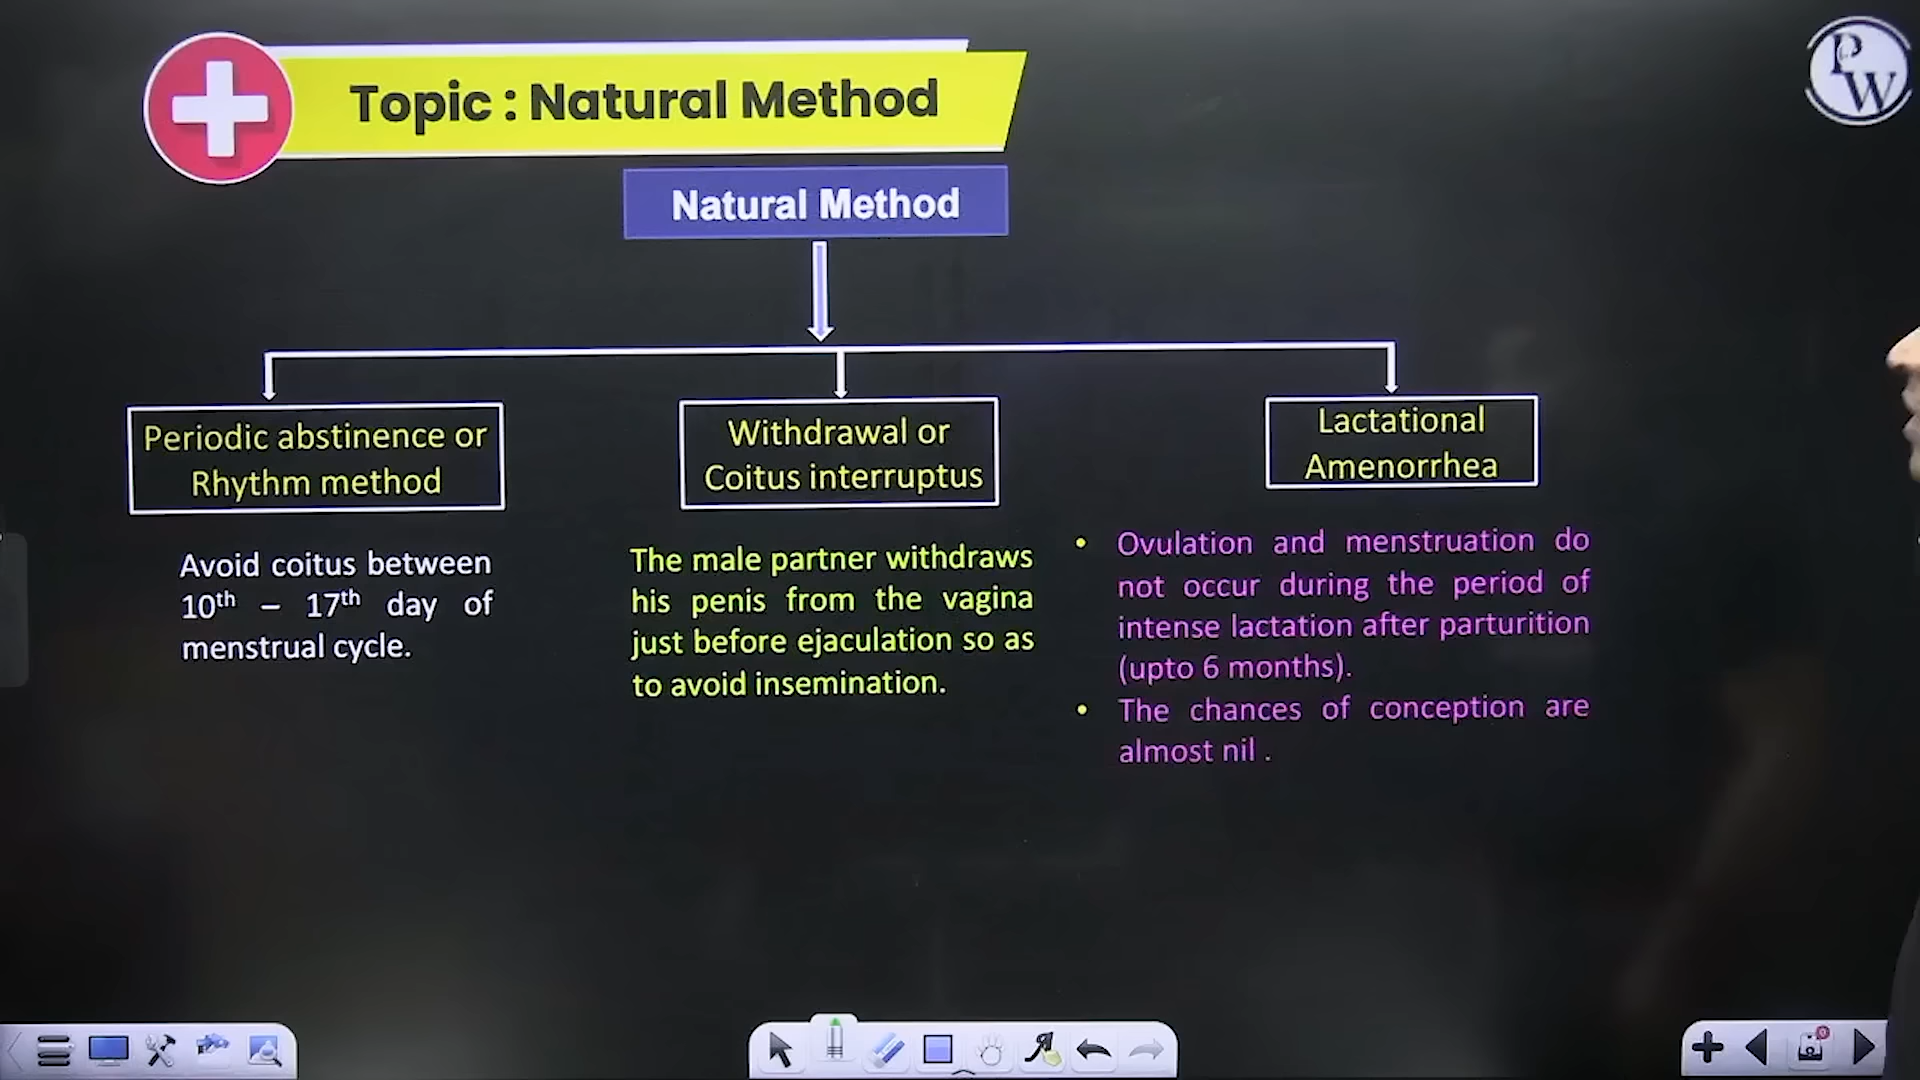 Topic : Natural Method
PW
Natural Method
Periodic abstinence or
Rhythm method
Avoid coitus between
10th – 17th day of
menstrual cycle.
Withdrawal or
Coitus interruptus
The male partner withdraws
his penis from the vagina
just before ejaculation so as
to avoid insemination.
Lactational
Amenorrhea
• Ovulation and menstruation do
not occur during the period of
intense lactation after parturition
(upto 6 months).
• The chances of conception are
almost nil .